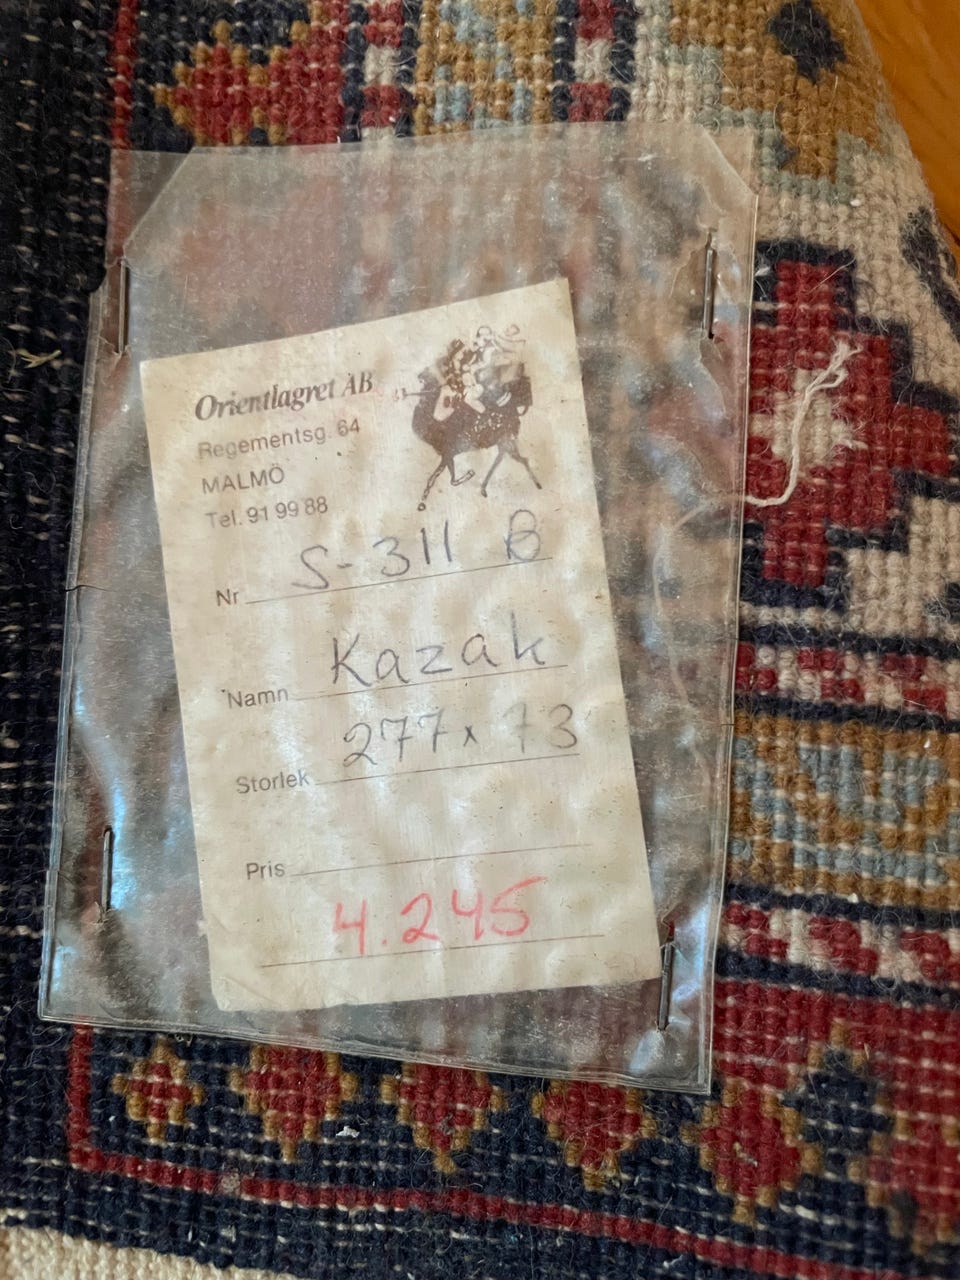 Orientlagret AB
Regementsg. 64
MALMÖ
Tel. 91 99 88
Nr S-311 B
Namn Kazak
Storlek 277 x 73
Pris
4.245